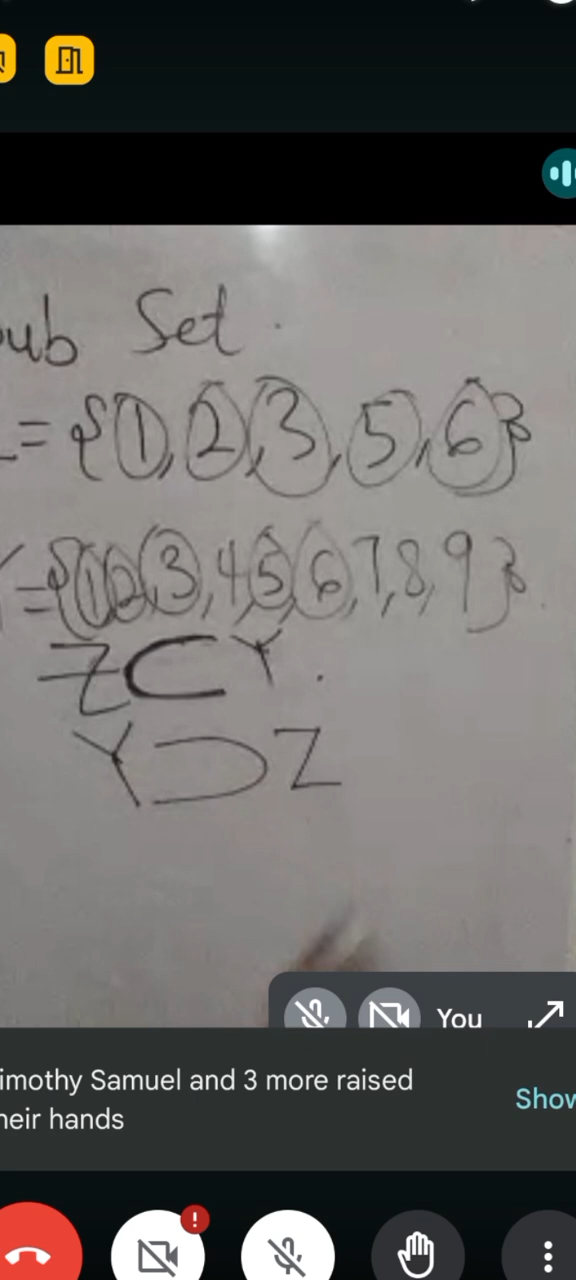 ub Set.
Z={1,2,3,5,6}
Y={1,2,3,4,5,6,7,8,9}
Z⊂Y.
Y⊃Z
You
imothy Samuel and 3 more raised
heir hands
Show
!